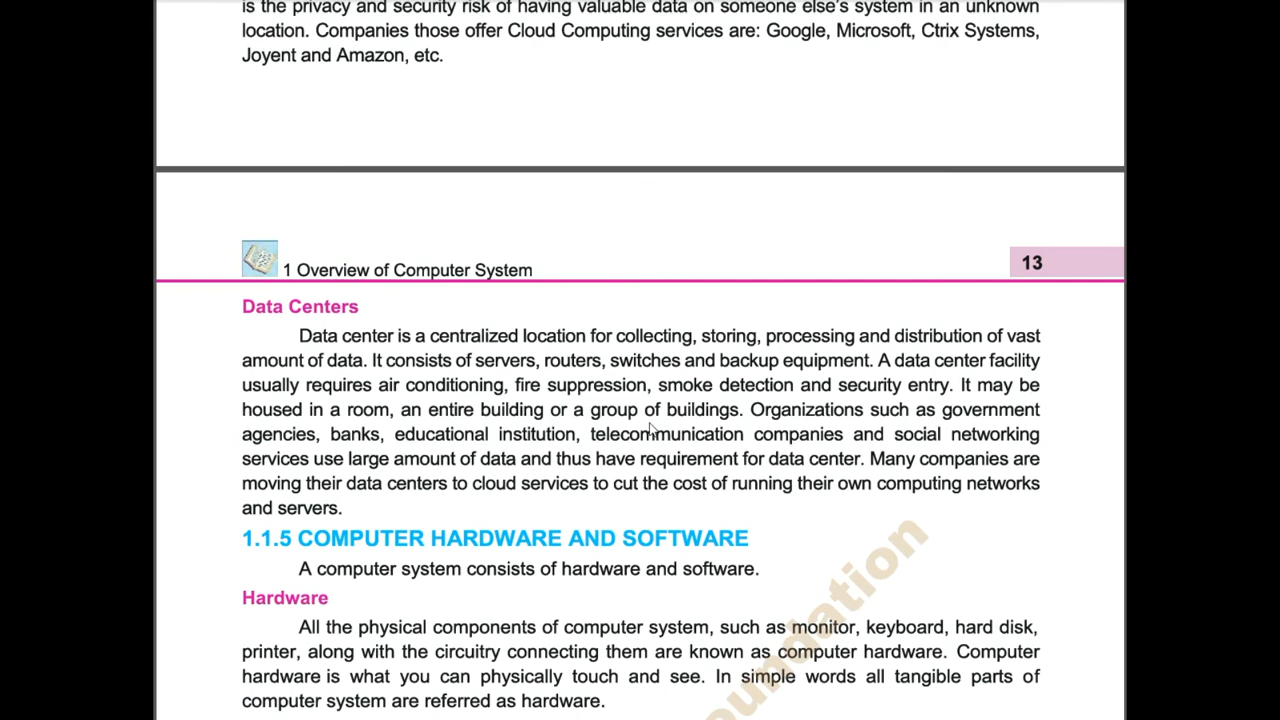 is the privacy and security risk of having valuable data on someone else's system in an unknown
location. Companies those offer Cloud Computing services are: Google, Microsoft, Ctrix Systems,
Joyent and Amazon, etc.
1 Overview of Computer System
13
Data Centers
Data center is a centralized location for collecting, storing, processing and distribution of vast
amount of data. It consists of servers, routers, switches and backup equipment. A data center facility
usually requires air conditioning, fire suppression, smoke detection and security entry. It may be
housed in a room, an entire building or a group of buildings. Organizations such as government
agencies, banks, educational institution, telecommunication companies and social networking
services use large amount of data and thus have requirement for data center. Many companies are
moving their data centers to cloud services to cut the cost of running their own computing networks
and servers.
1.1.5 COMPUTER HARDWARE AND SOFTWARE
A computer system consists of hardware and software.
Hardware
All the physical components of computer system, such as monitor, keyboard, hard disk,
printer, along with the circuitry connecting them are known as computer hardware. Computer
hardware is what you can physically touch and see. In simple words all tangible parts of
computer system are referred as hardware.
oundation